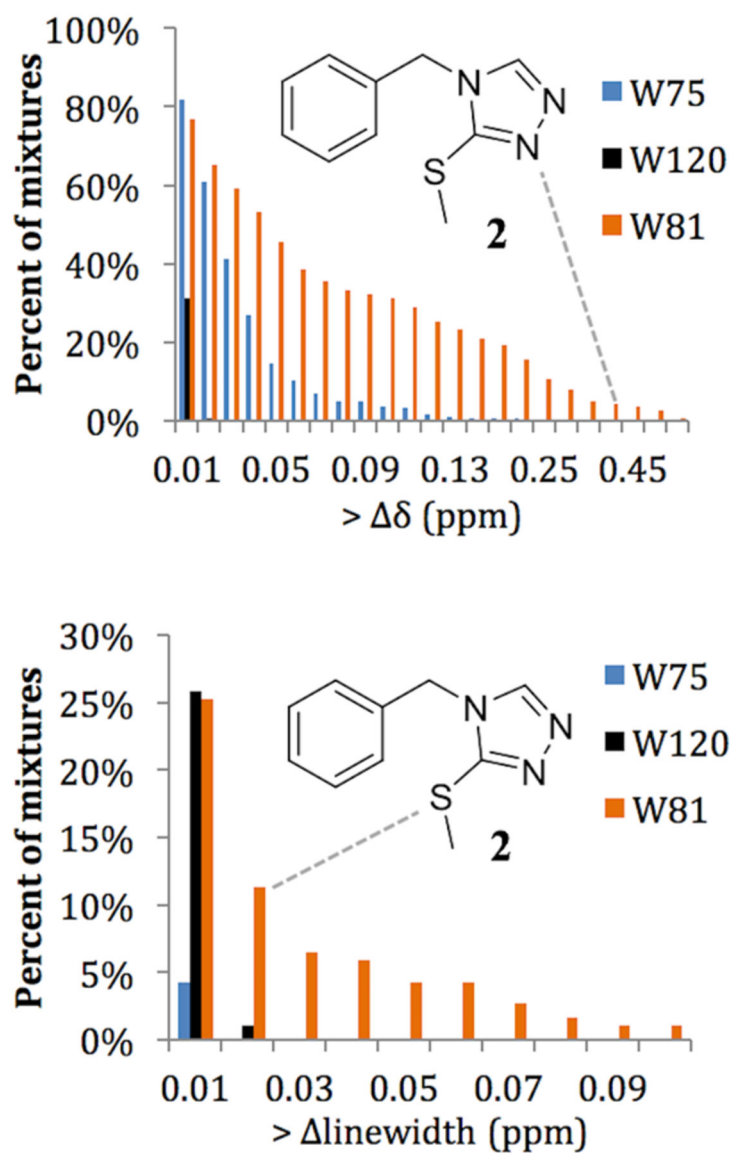 100%
80%
60%
40%
20%
0%
Percent of mixtures
N
N
N
S
2
W75
W120
W81
0.01 0.05 0.09 0.13 0.25 0.45
> Δδ (ppm)
30%
25%
20%
15%
10%
5%
0%
Percent of mixtures
N
N
N
S
2
W75
W120
W81
0.01 0.03 0.05 0.07 0.09
> Δlinewidth (ppm)